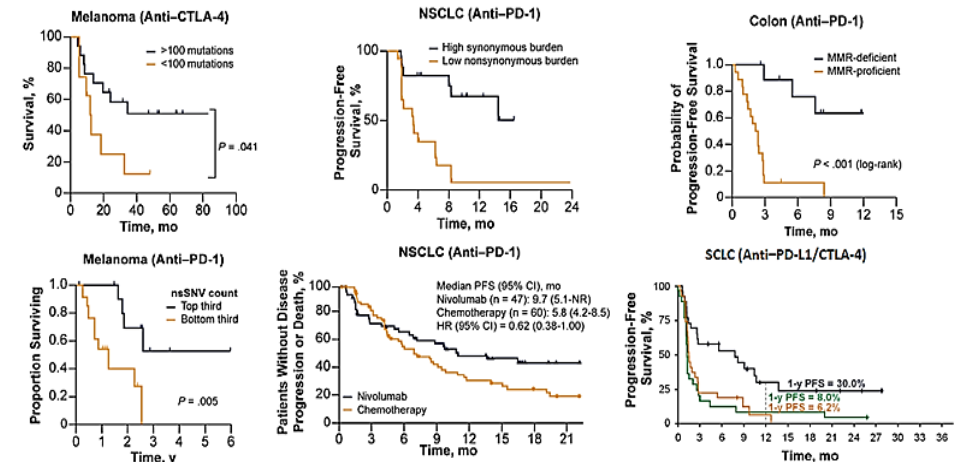 Melanoma (Anti–CTLA-4)
Survival, %
100
80
60
40
20
0
>100 mutations
<100 mutations
P = .041
0 20 40 60 80 100
Time, mo
NSCLC (Anti–PD-1)
Progression-Free
Survival, %
100
50
0
High synonymous burden
Low nonsynonymous burden
0 4 8 12 16 20 24
Time, mo
Colon (Anti–PD-1)
Probability of
Progression-Free Survival
1.0
0.8
0.6
0.4
0.2
0
MMR-deficient
MMR-proficient
P < .001 (log-rank)
0 3 6 9 12 15
Time, mo
Melanoma (Anti–PD-1)
Proportion Surviving
1.0
0.8
0.6
0.4
0.2
0
nsSNV count
Top third
Bottom third
P = .005
0 1 2 3 4 5 6
Time, y
NSCLC (Anti–PD-1)
Patients Without Disease
Progression or Death, %
100
80
60
40
20
0
Median PFS (95% CI), mo
Nivolumab (n = 47): 9.7 (5.1-NR)
Chemotherapy (n = 60): 5.8 (4.2-8.5)
HR (95% CI) = 0.62 (0.38-1.00)
Nivolumab
Chemotherapy
0 3 6 9 12 15 18 21
Time, mo
SCLC (Anti-PD-L1/CTLA-4)
Progression-Free
Survival, %
100
75
50
25
0
1-y PFS = 30.0%
1-y PFS = 8.0%
1-y PFS = 6.2%
0 3 6 9 12 15 18 21 24 27 30 33 36
Time, mo